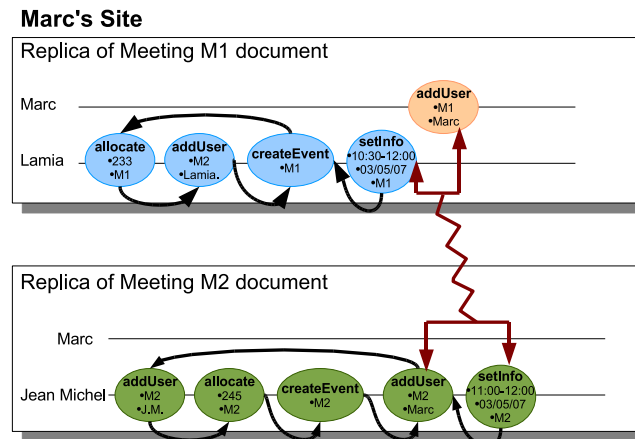 Marc's Site
Replica of Meeting M1 document
Marc
addUser
•M1
•Marc
Lamia
allocate
•233
•M1
addUser
•M2
•Lamia.
createEvent
•M1
setInfo
•10:30-12:00
•03/05/07
•M1
Replica of Meeting M2 document
Marc
Jean Michel
addUser
•M2
•J.M.
allocate
•245
•M2
createEvent
•M2
addUser
•M2
•Marc
setInfo
•11:00-12:00
•03/05/07
•M2